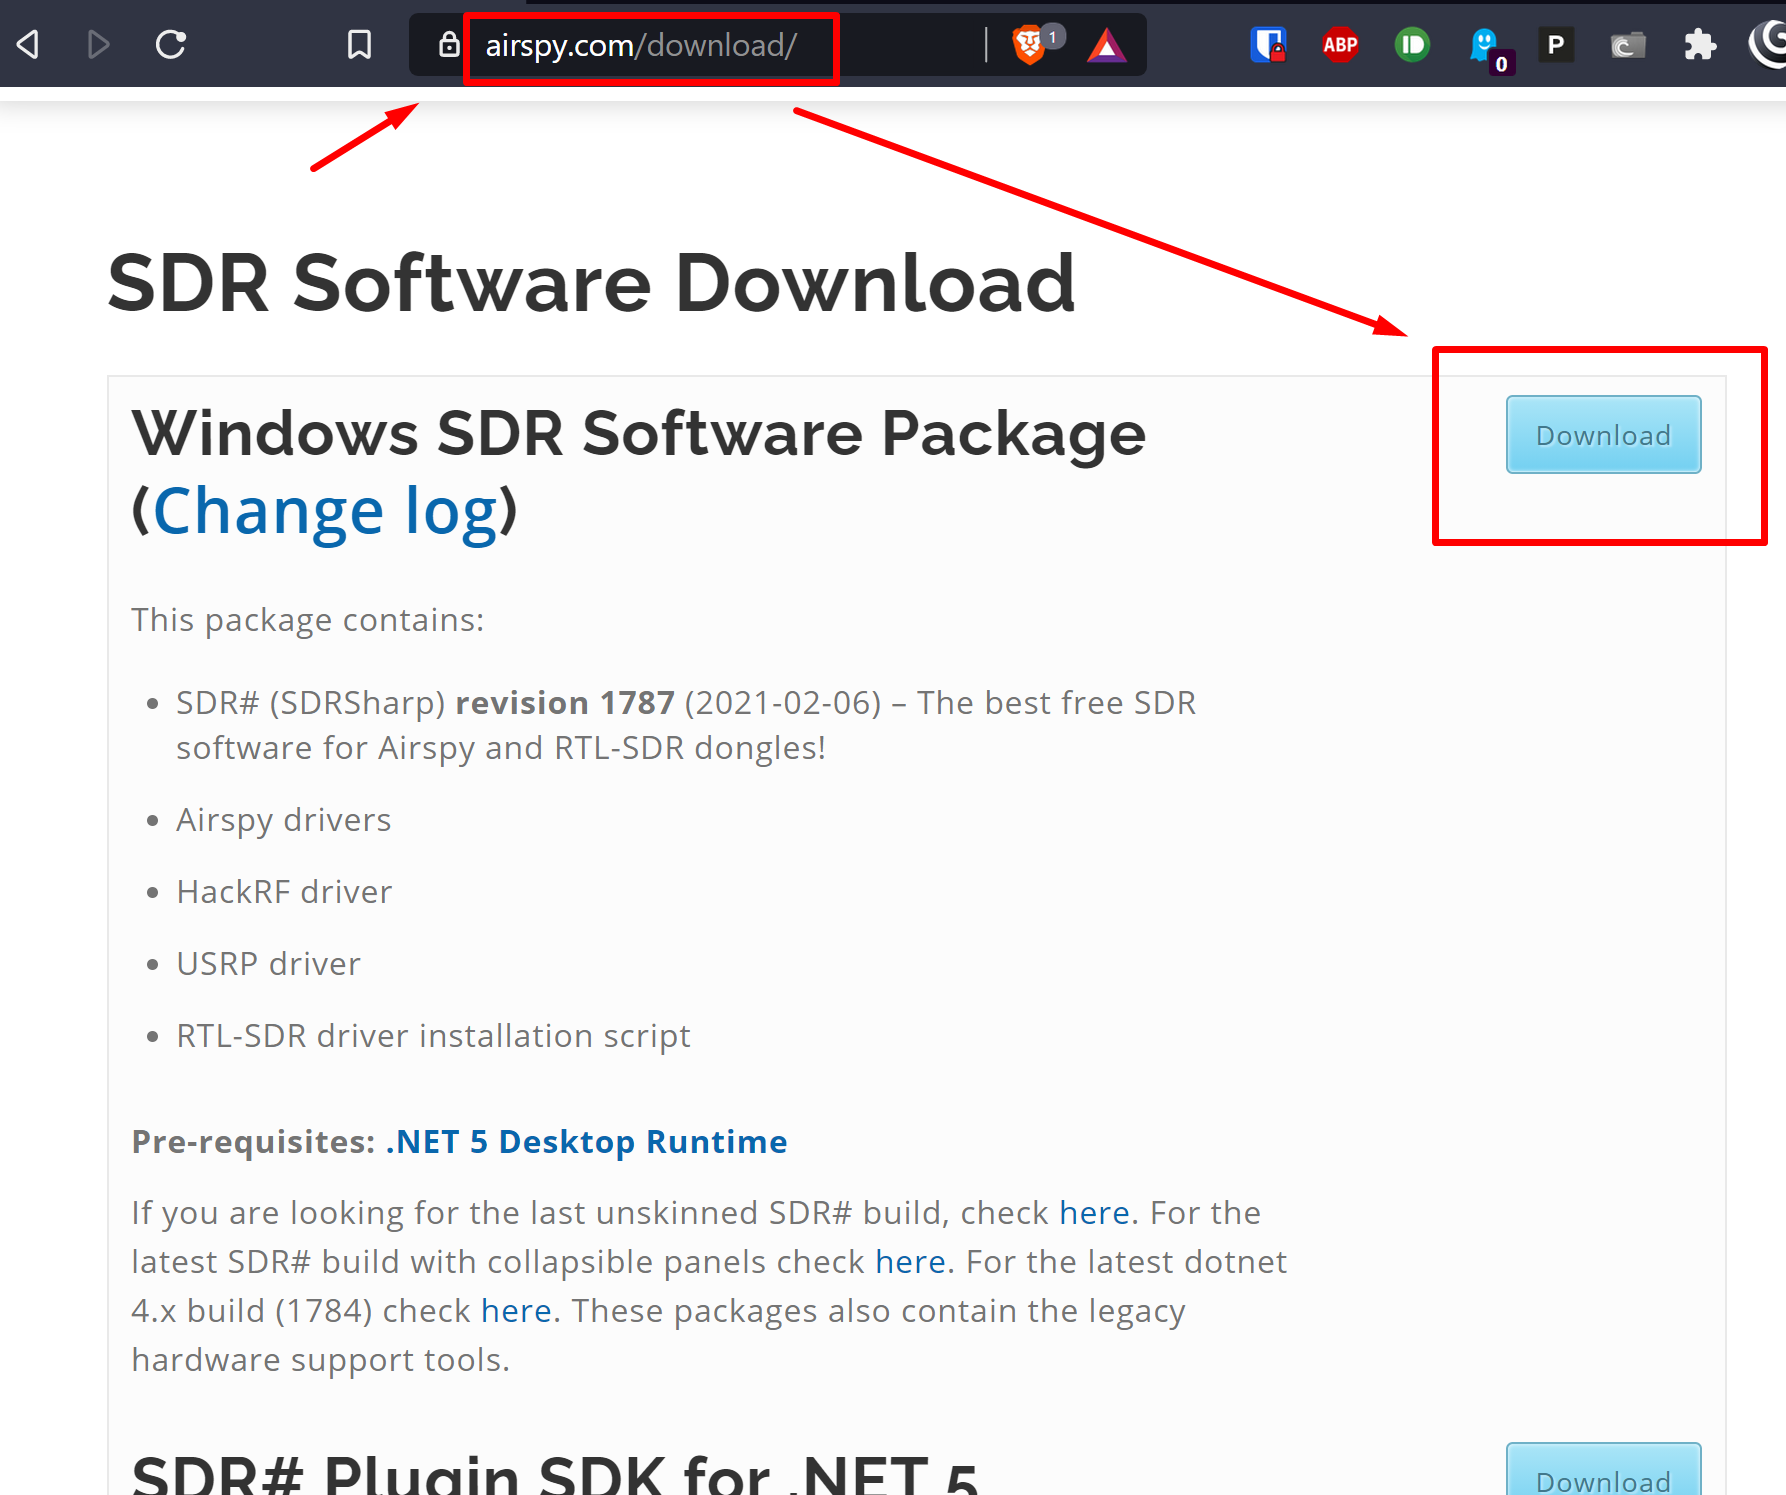 airspy.com/download/
1
ABP
0
P
SDR Software Download
Windows SDR Software Package
(Change log)
Download
This package contains:
• SDR# (SDRSharp) revision 1787 (2021-02-06) – The best free SDR
software for Airspy and RTL-SDR dongles!
• Airspy drivers
• HackRF driver
• USRP driver
• RTL-SDR driver installation script
Pre-requisites: .NET 5 Desktop Runtime
If you are looking for the last unskinned SDR# build, check here. For the
latest SDR# build with collapsible panels check here. For the latest dotnet
4.x build (1784) check here. These packages also contain the legacy
hardware support tools.
SDR# Plugin SDK for .NET 5
Download